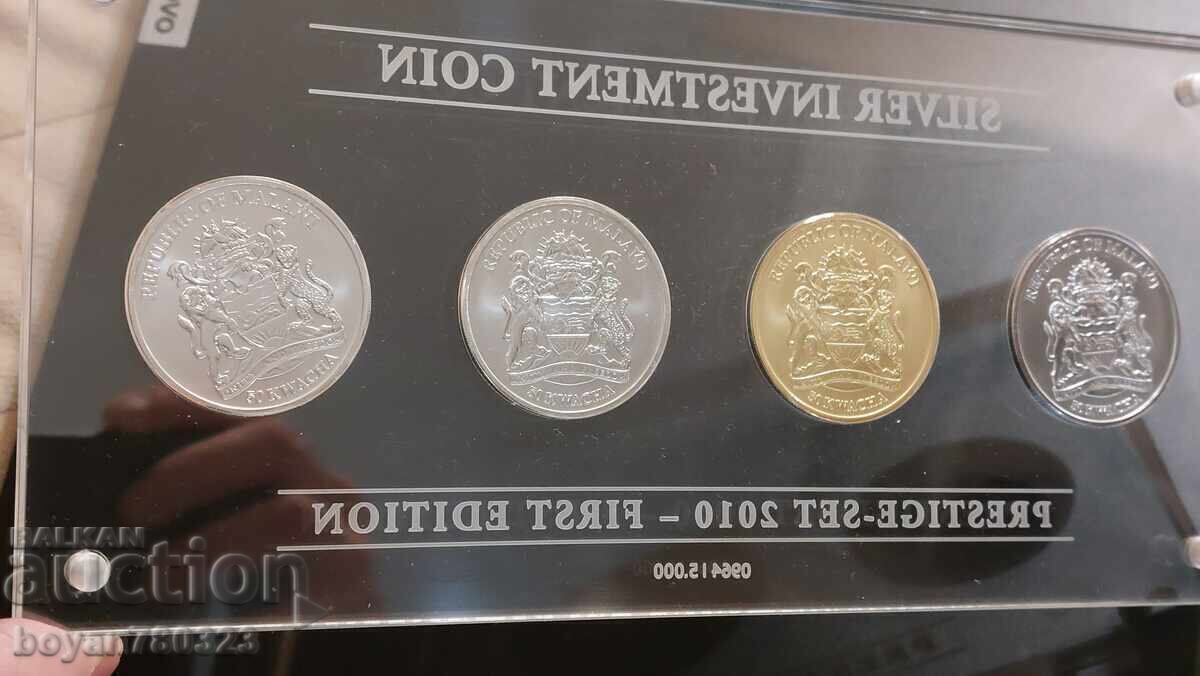 VO
SILVER INVESTMENT COIN
REPUBLIC OF MALAWI
50 KWACHA
REPUBLIC OF MALAWI
50 KWACHA
REPUBLIC OF MALAWI
50 KWACHA
REPUBLIC OF MALAWI
50 KWACHA
PRESTIGE-SET 2010 – FIRST EDITION
0964 | 5.000
BALKAN
auction
boyan780323